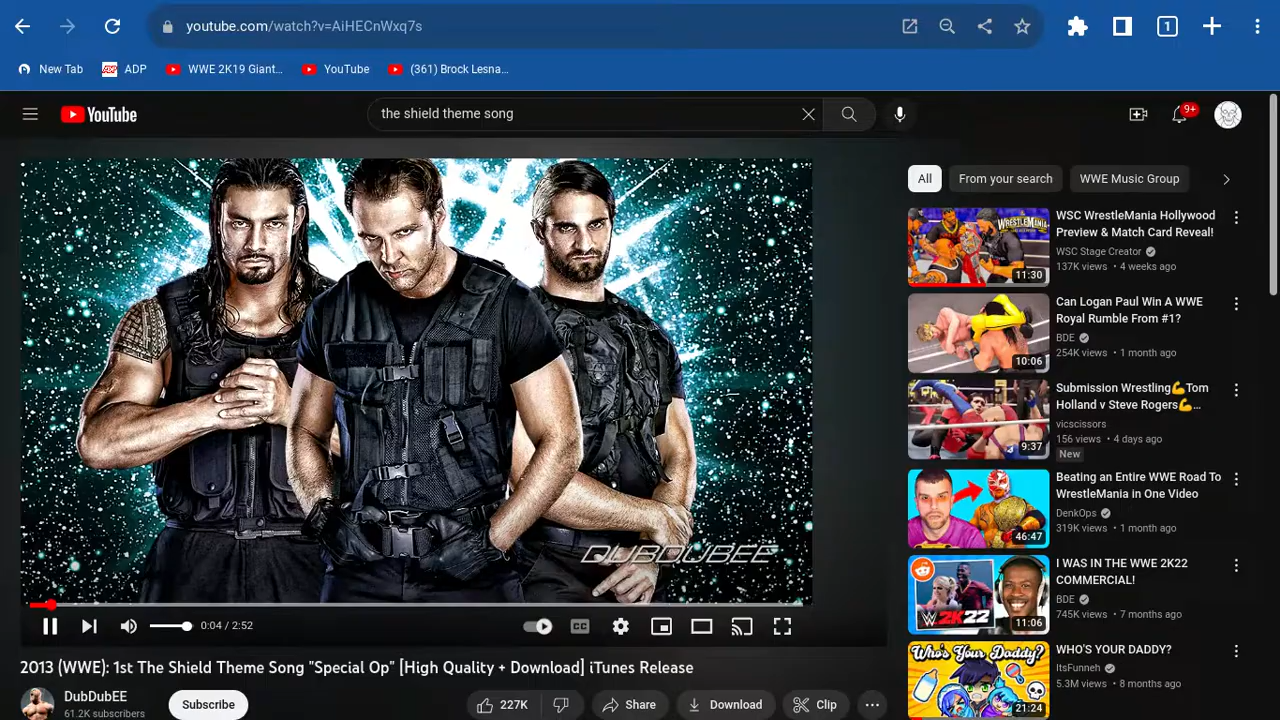 youtube.com/watch?v=AiHECnWxq7s
1
New Tab
ADP
WWE 2K19 Giant...
YouTube
(361) Brock Lesna...
YouTube
the shield theme song
9+
DUBDUBEE
0:04 / 2:52
CC
2013 (WWE): 1st The Shield Theme Song "Special Op" [High Quality + Download] iTunes Release
DubDubEE
61.2K subscribers
Subscribe
227K
Share
Download
Clip
All
From your search
WWE Music Group
11:30
WSC WrestleMania Hollywood
Preview & Match Card Reveal!
WSC Stage Creator
137K views • 4 weeks ago
10:06
Can Logan Paul Win A WWE
Royal Rumble From #1?
BDE
254K views • 1 month ago
9:37
Submission Wrestling💪Tom
Holland v Steve Rogers💪...
vicscissors
156 views • 4 days ago
New
46:47
Beating an Entire WWE Road To
WrestleMania in One Video
DenkOps
319K views • 1 month ago
W2K22
11:06
I WAS IN THE WWE 2K22
COMMERCIAL!
BDE
745K views • 7 months ago
WHO'S YOUR DADDY?
21:24
WHO'S YOUR DADDY?
ItsFunneh
5.3M views • 8 months ago